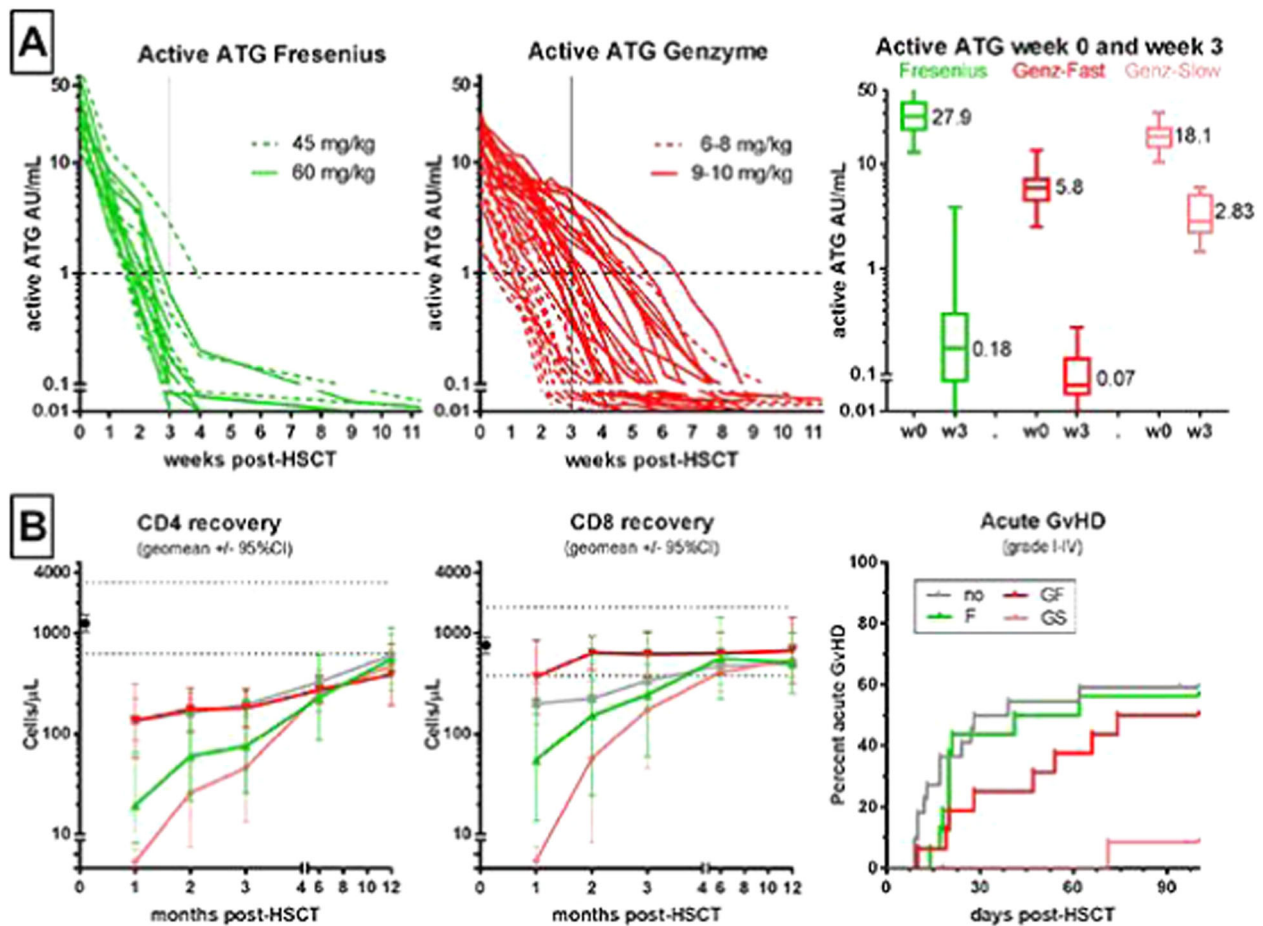 A
Active ATG Fresenius
50
10
1
0.1
0.01
active ATG AU/mL
45 mg/kg
60 mg/kg
0 1 2 3 4 5 6 7 8 9 10 11
weeks post-HSCT
Active ATG Genzyme
50
10
1
0.1
0.01
active ATG AU/mL
6-8 mg/kg
9-10 mg/kg
0 1 2 3 4 5 6 7 8 9 10 11
weeks post-HSCT
Active ATG week 0 and week 3
Fresenius Genz-Fast Genz-Slow
50
10
1
0.1
0.01
active ATG AU/mL
27.9
0.18
5.8
0.07
18.1
2.83
w0 w3 . w0 w3 . w0 w3
B
CD4 recovery
(geomean +/- 95%CI)
4000
1000
100
10
Cells/µL
0 1 2 3 4 6 8 10 12
months post-HSCT
CD8 recovery
(geomean +/- 95%CI)
4000
1000
100
10
Cells/µL
0 1 2 3 4 6 8 10 12
months post-HSCT
Acute GvHD
(grade I-IV)
100
80
60
40
20
0
Percent acute GvHD
no GF
F GS
0 30 60 90
days post-HSCT